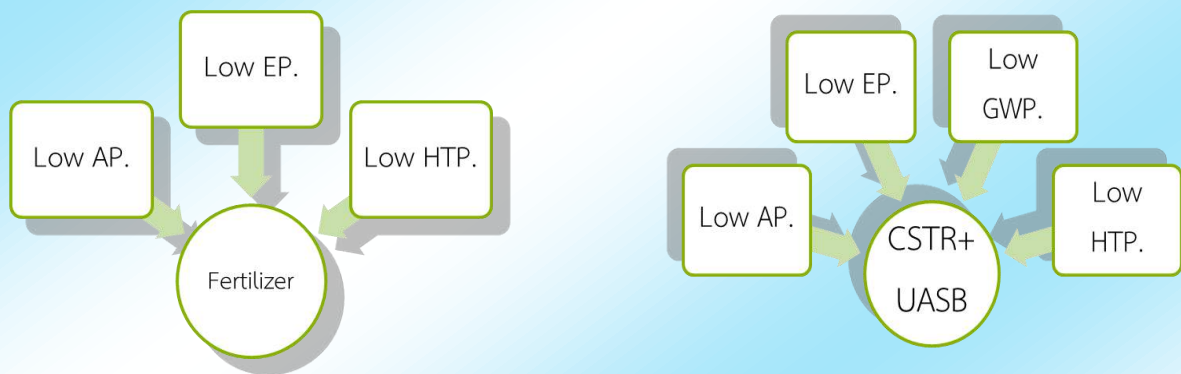 Low EP.
Low AP.
Low HTP.
Fertilizer
Low EP.
Low
GWP.
Low AP.
Low
HTP.
CSTR+
UASB